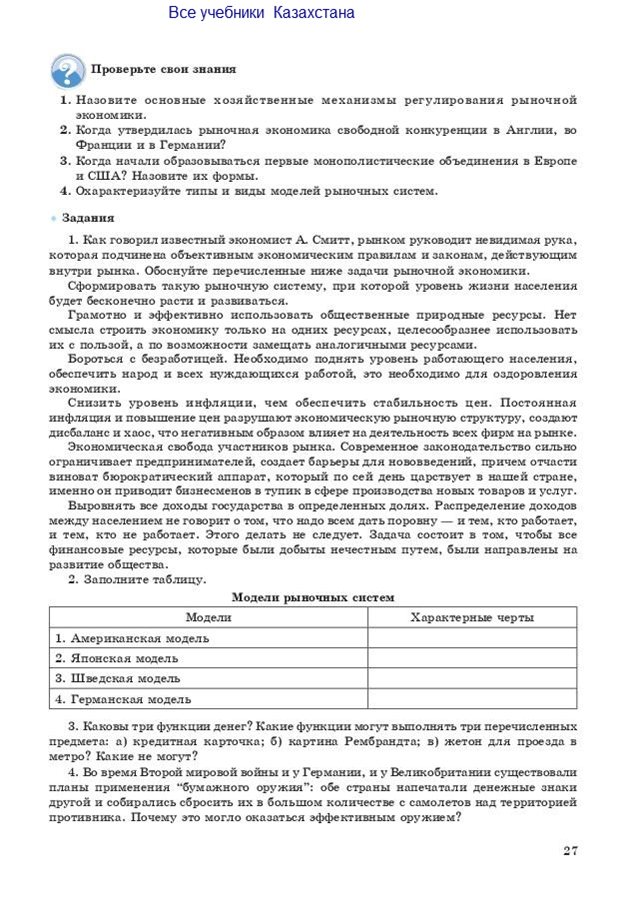 Все учебники Казахстана
Проверьте свои знания
1. Назовите основные хозяйственные механизмы регулирования рыночной
экономики.
2. Когда утвердилась рыночная экономика свободной конкуренции в Англии, во
Франции и в Германии?
3. Когда начали образовываться первые монополистические объединения в Европе
и США? Назовите их формы.
4. Охарактеризуйте типы и виды моделей рыночных систем.
• Задания
1. Как говорил известный экономист А. Смитт, рынком руководит невидимая рука,
которая подчинена объективным экономическим правилам и законам, действующим
внутри рынка. Обоснуйте перечисленные ниже задачи рыночной экономики.
Сформировать такую рыночную систему, при которой уровень жизни населения
будет бесконечно расти и развиваться.
Грамотно и эффективно использовать общественные природные ресурсы. Нет
смысла строить экономику только на одних ресурсах, целесообразнее использовать
их с пользой, а по возможности замещать аналогичными ресурсами.
Бороться с безработицей. Необходимо поднять уровень работающего населения,
обеспечить народ и всех нуждающихся работой, это необходимо для оздоровления
экономики.
Снизить уровень инфляции, чем обеспечить стабильность цен. Постоянная
инфляция и повышение цен разрушают экономическую рыночную структуру, создают
дисбаланс и хаос, что негативным образом влияет на деятельность всех фирм на рынке.
Экономическая свобода участников рынка. Современное законодательство сильно
ограничивает предпринимателей, создает барьеры для нововведений, причем отчасти
виноват бюрократический аппарат, который по сей день царствует в нашей стране,
именно он приводит бизнесменов в тупик в сфере производства новых товаров и услуг.
Выровнять все доходы государства в определенных долях. Распределение доходов
между населением не говорит о том, что надо всем дать поровну — и тем, кто работает,
и тем, кто не работает. Этого делать не следует. Задача состоит в том, чтобы все
финансовые ресурсы, которые были добыты нечестным путем, были направлены на
развитие общества.
2. Заполните таблицу.
Модели рыночных систем
Модели Характерные черты
1. Американская модель
2. Японская модель
3. Шведская модель
4. Германская модель
3. Каковы три функции денег? Какие функции могут выполнять три перечисленных
предмета: а) кредитная карточка; б) картина Рембрандта; в) жетон для проезда в
метро? Какие не могут?
4. Во время Второй мировой войны и у Германии, и у Великобритании существовали
планы применения “бумажного оружия”: обе страны напечатали денежные знаки
другой и собирались сбросить их в большом количестве с самолетов над территорией
противника. Почему это могло оказаться эффективным оружием?
27